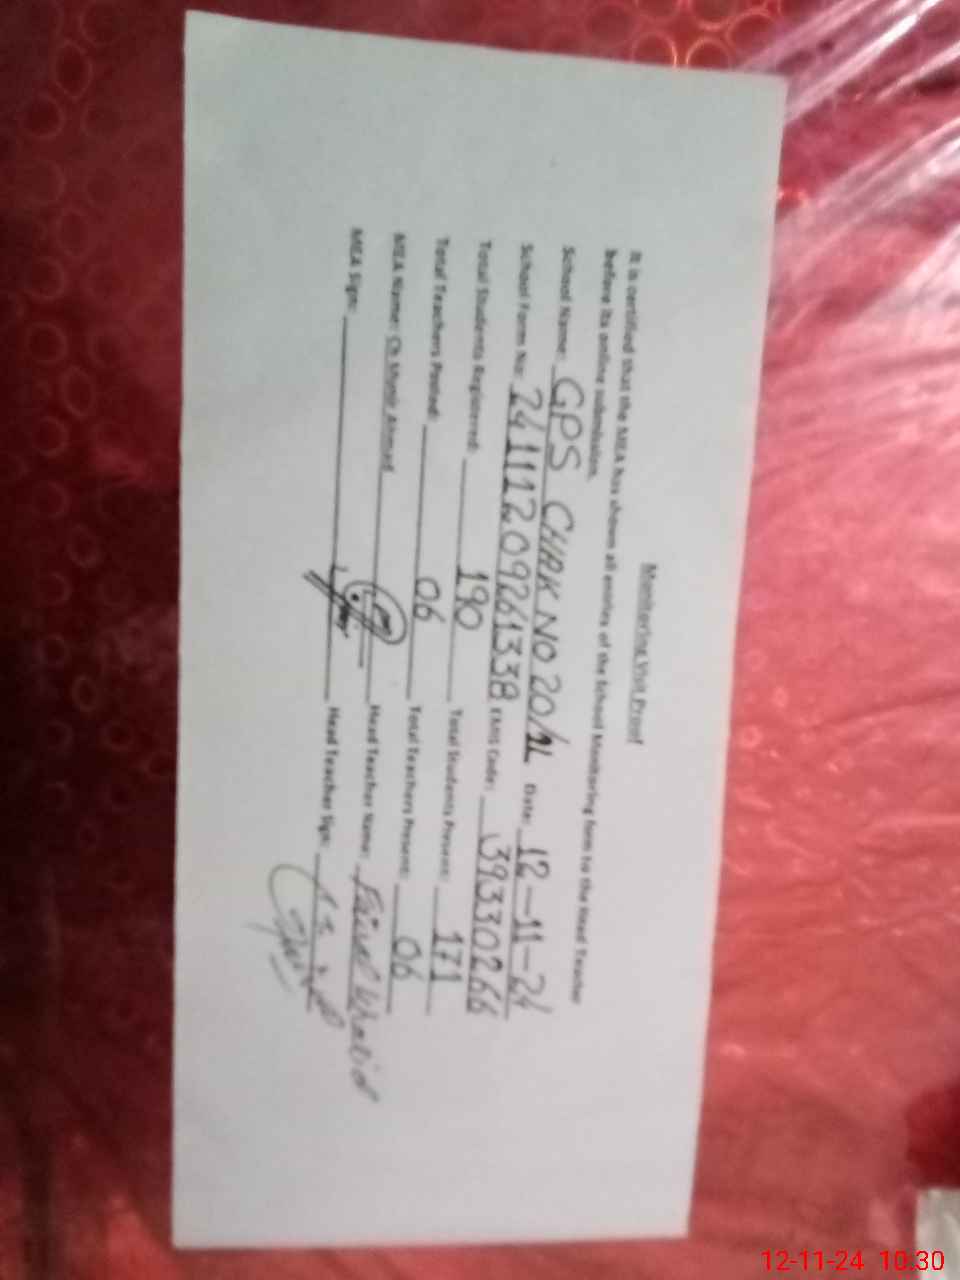 Monitoring Visit Proof
It is certified that the MEA has shown all entries of the School Monitoring form to the Head Teacher
before its online submission.
School Name: GPS CHAK NO 20/1L Date: 12-11-24
School Form No: 241112092613338 EMIS Code: 39330266
Total Students Registered: 190 Total Students Present: 171
Total Teachers Posted: 06 Total Teachers Present: 06
MEA Name: Ch Munir Ahmad Head Teacher Name: Faisal Khalid
MEA Sign: Head Teacher Sign:
12-11-24 10:30